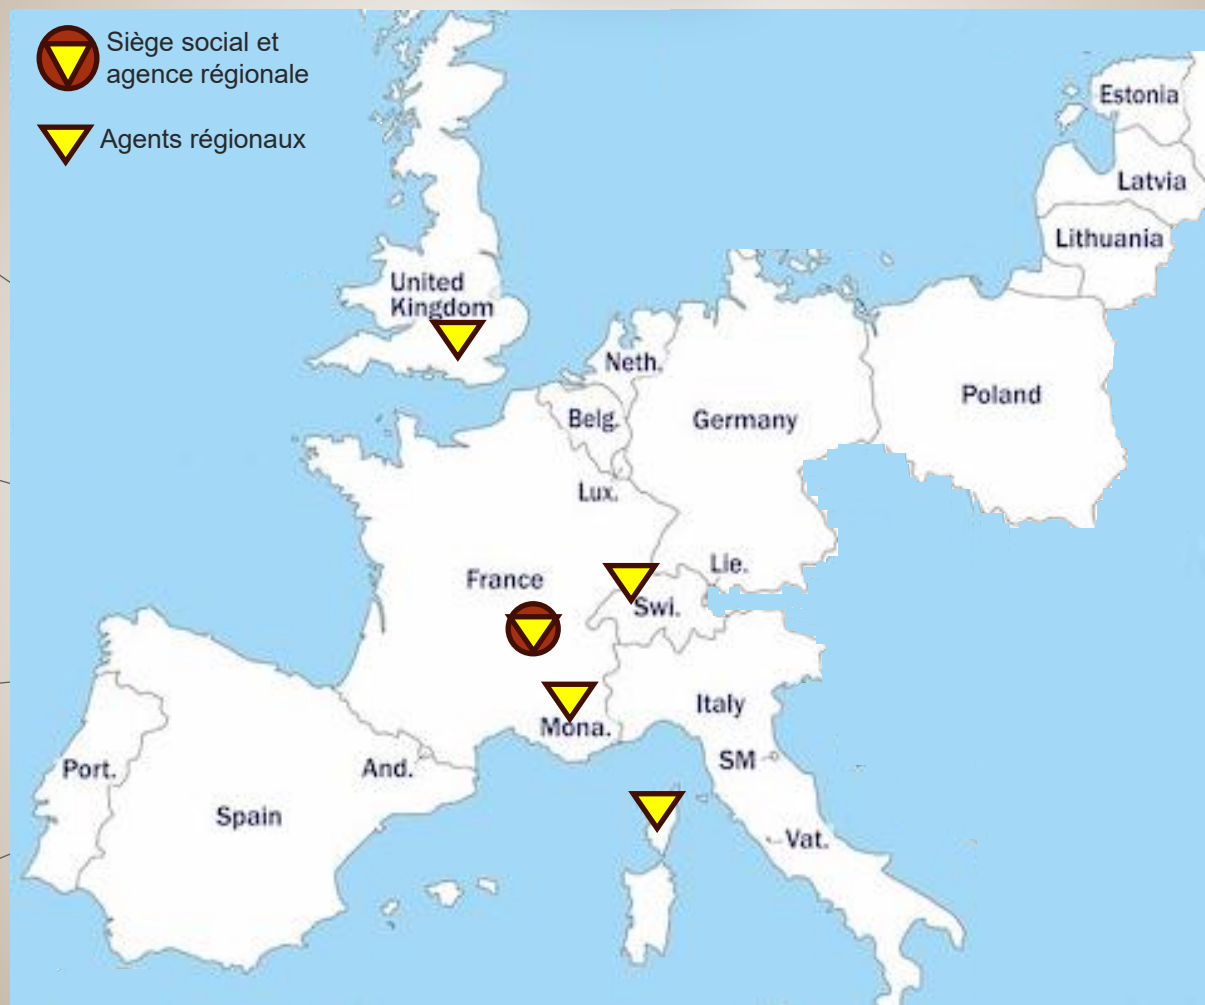 Siège social et
agence régionale
Agents régionaux
Estonia
Latvia
Lithuania
United
Kingdom
Neth.
Poland
Belg.
Germany
Lux.
Lie.
France
Swi.
Italy
Mona.
SM
Port.
And.
Spain
Vat.